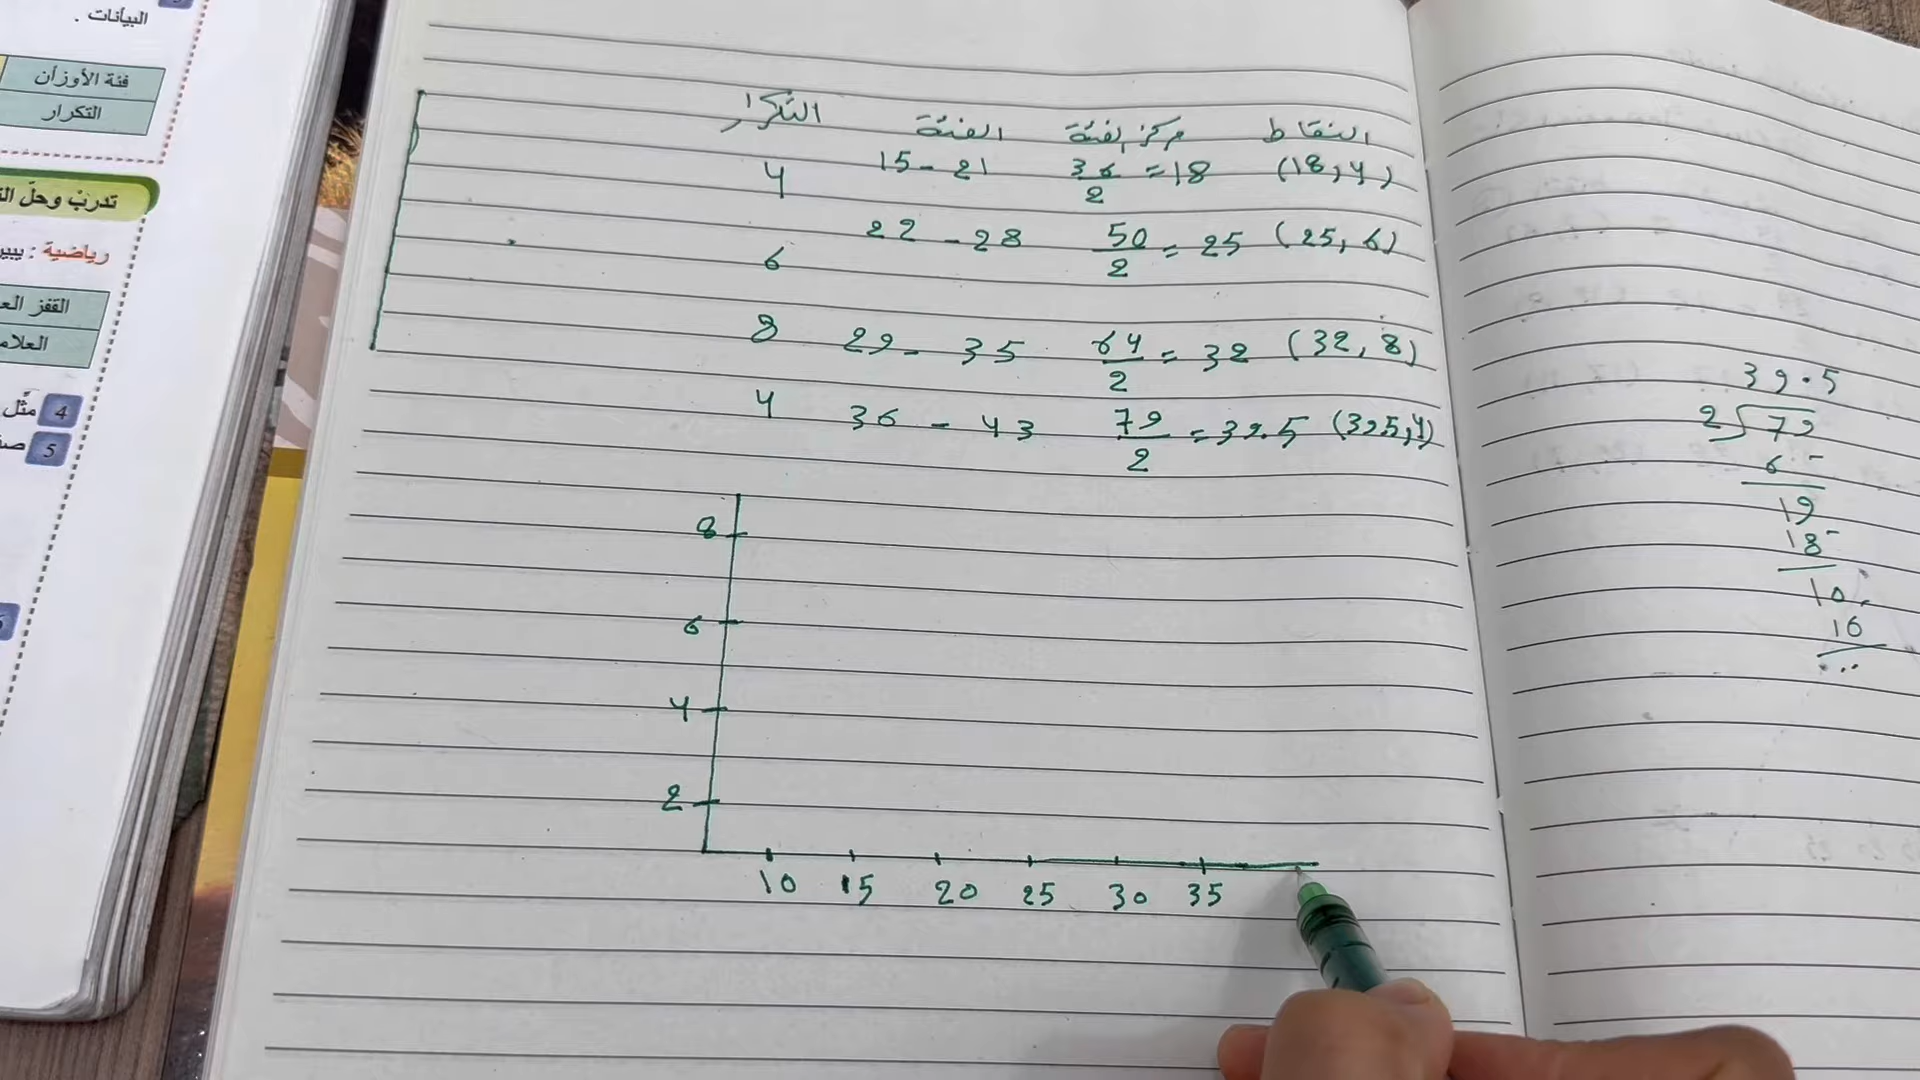 البيانات .
فئة الأوزان
التكرار
تدرب وحل
رياضية :
4 مثّل
5
التكرار الفئة مركز الفئة النقاط
4 15 - 21 36/2 = 18 (18,4)
6 22 - 28 50/2 = 25 (25,6)
8 29 - 35 64/2 = 32 (32,8)
4 36 - 43 79/2 = 39.5 (39.5,4)
8
6
4
2
10 15 20 25 30 35
39.5
2 79
6 -
19
18 -
10
10